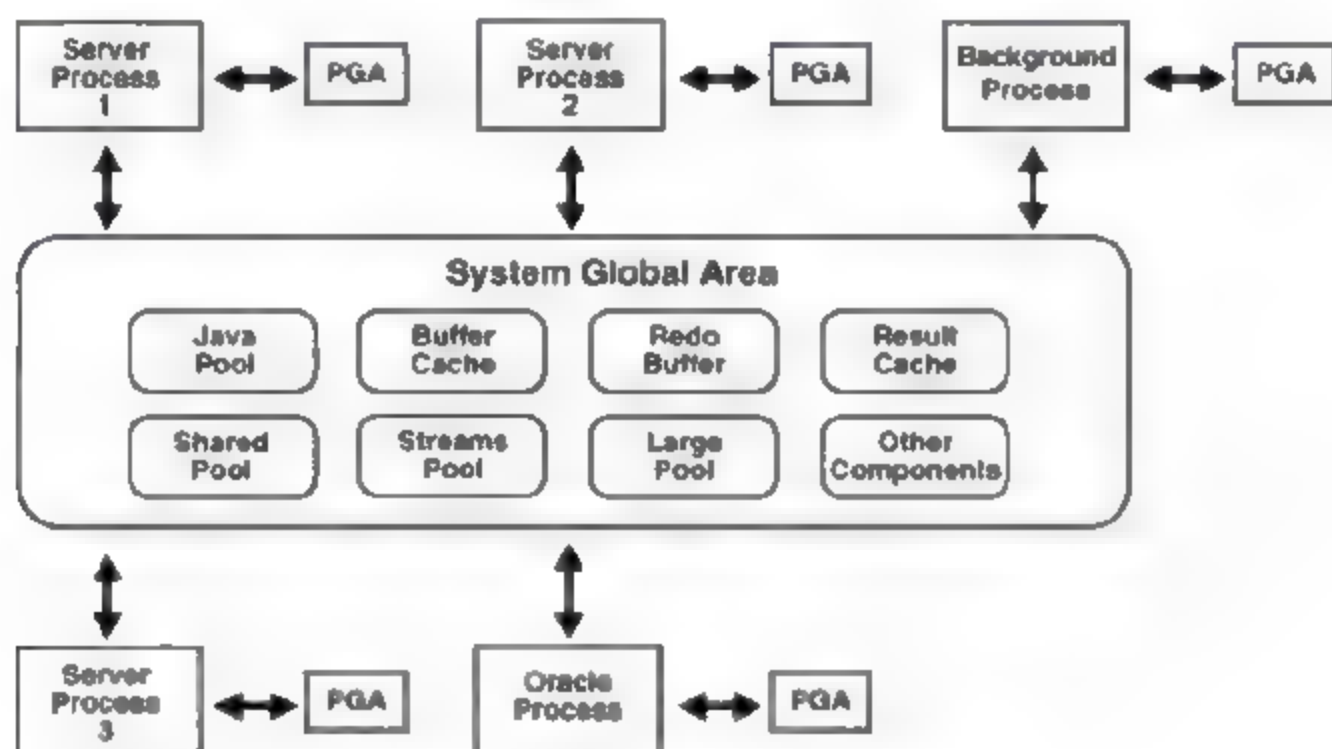 Server
Process
1
PGA
Server
Process
2
PGA
Background
Process
PGA
System Global Area
Java
Pool
Buffer
Cache
Redo
Buffer
Result
Cache
Shared
Pool
Streams
Pool
Large
Pool
Other
Components
Server
Process
3
PGA
Oracle
Process
PGA